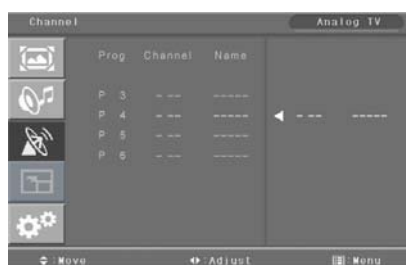 Channel Analog TV
Prog Channel Name
P 3 - -- -----
P 4 - -- ----- ◀ - -- -----
P 5 - -- -----
P 6 - -- -----
:Move :Adjust :Menu